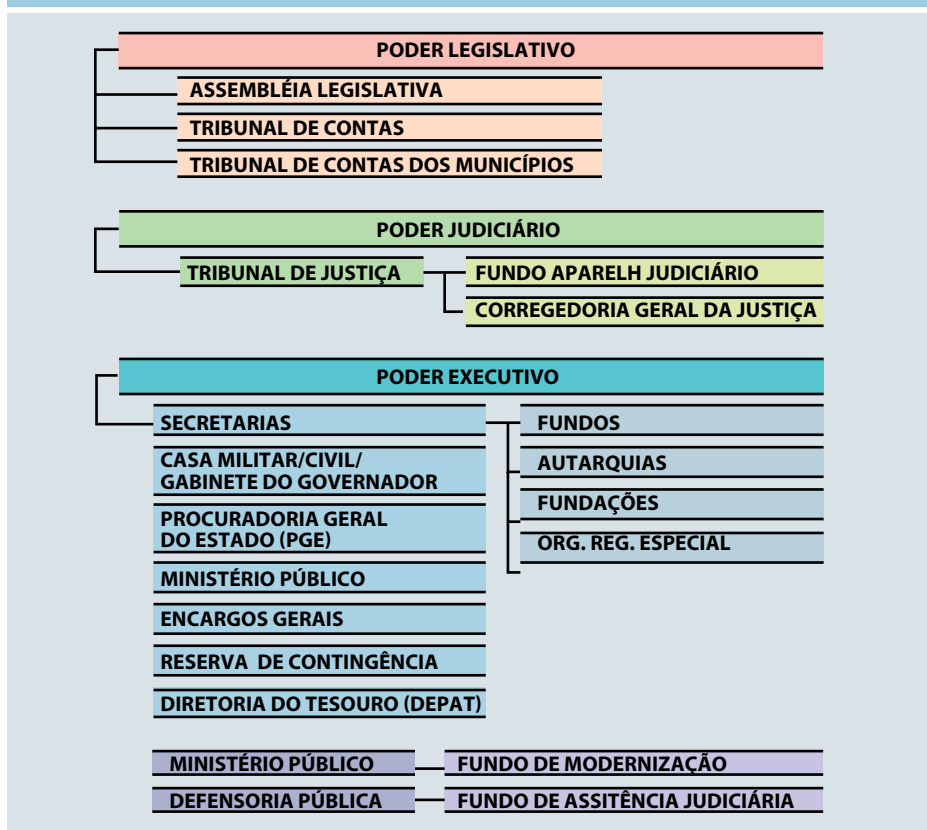 PODER LEGISLATIVO
ASSEMBLÉIA LEGISLATIVA
TRIBUNAL DE CONTAS
TRIBUNAL DE CONTAS DOS MUNICÍPIOS
PODER JUDICIÁRIO
TRIBUNAL DE JUSTIÇA
FUNDO APARELH JUDICIÁRIO
CORREGEDORIA GERAL DA JUSTIÇA
PODER EXECUTIVO
SECRETARIAS
CASA MILITAR/CIVIL/
GABINETE DO GOVERNADOR
PROCURADORIA GERAL
DO ESTADO (PGE)
MINISTÉRIO PÚBLICO
ENCARGOS GERAIS
RESERVA DE CONTINGÊNCIA
DIRETORIA DO TESOURO (DEPAT)
FUNDOS
AUTARQUIAS
FUNDAÇÕES
ORG. REG. ESPECIAL
MINISTÉRIO PÚBLICO
FUNDO DE MODERNIZAÇÃO
DEFENSORIA PÚBLICA
FUNDO DE ASSITÊNCIA JUDICIÁRIA